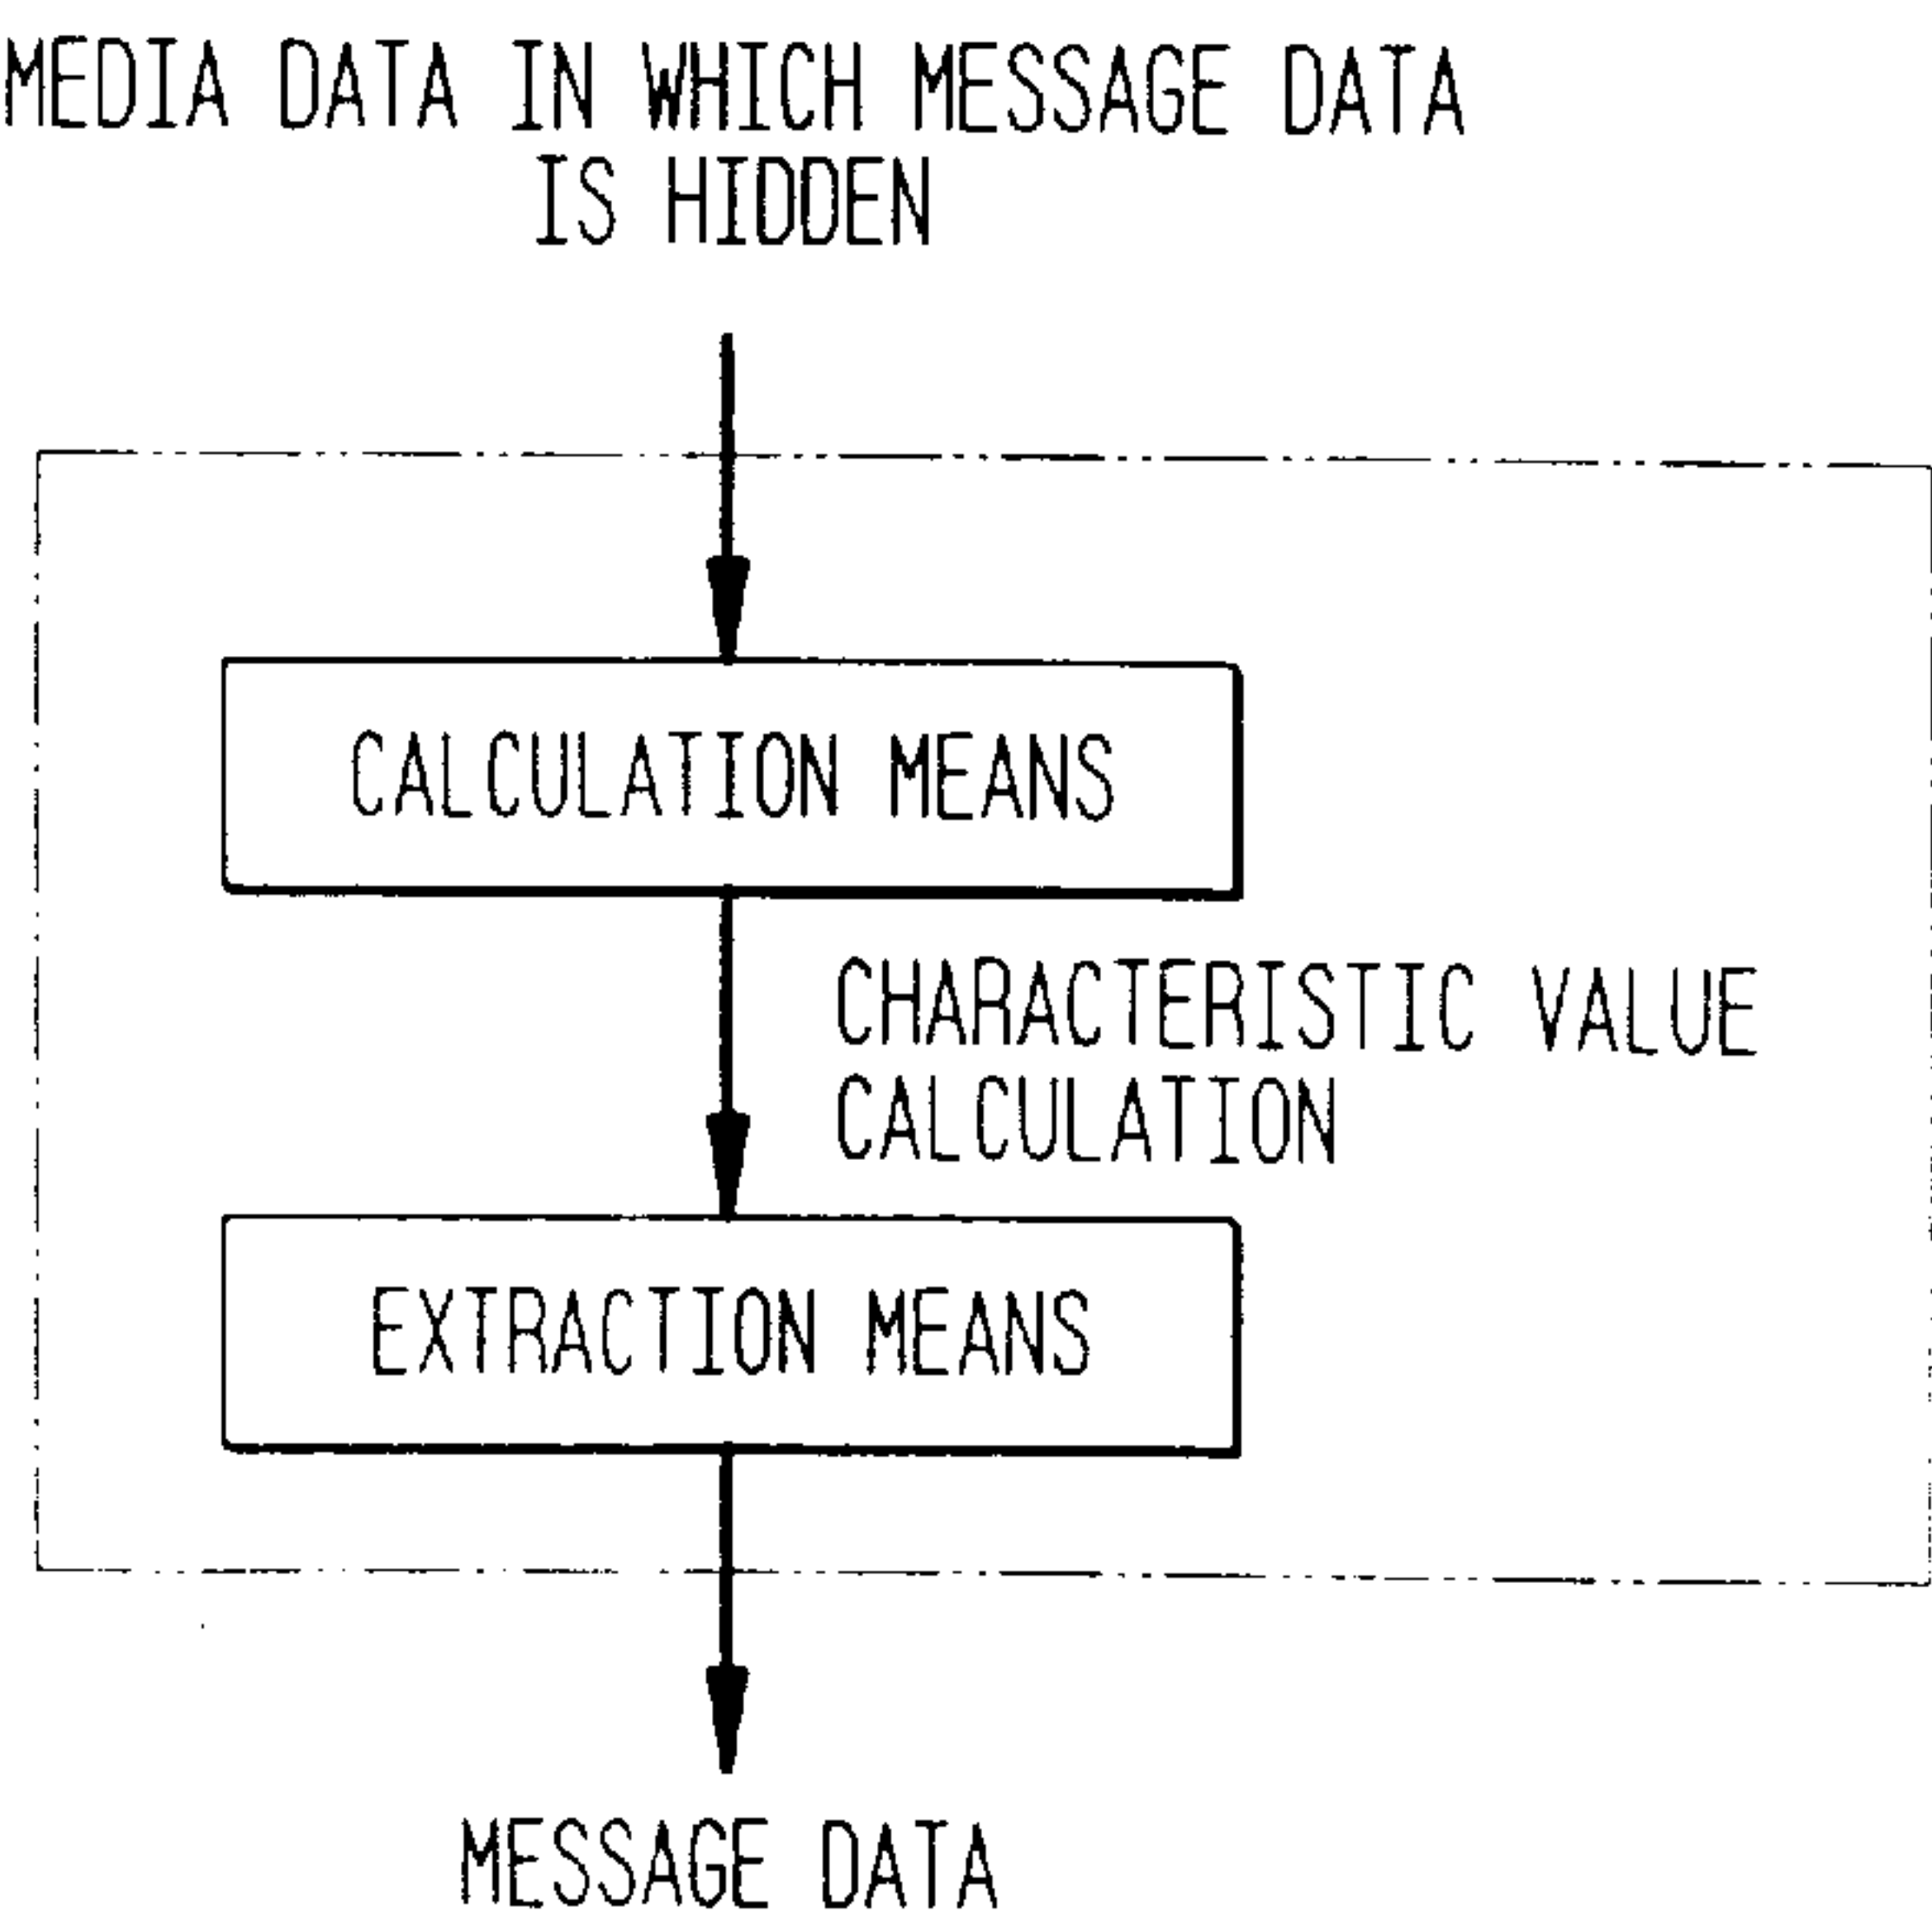 MEDIA DATA IN WHICH MESSAGE DATA
IS HIDDEN
CALCULATION MEANS
CHARACTERISTIC VALUE
CALCULATION
EXTRACTION MEANS
MESSAGE DATA